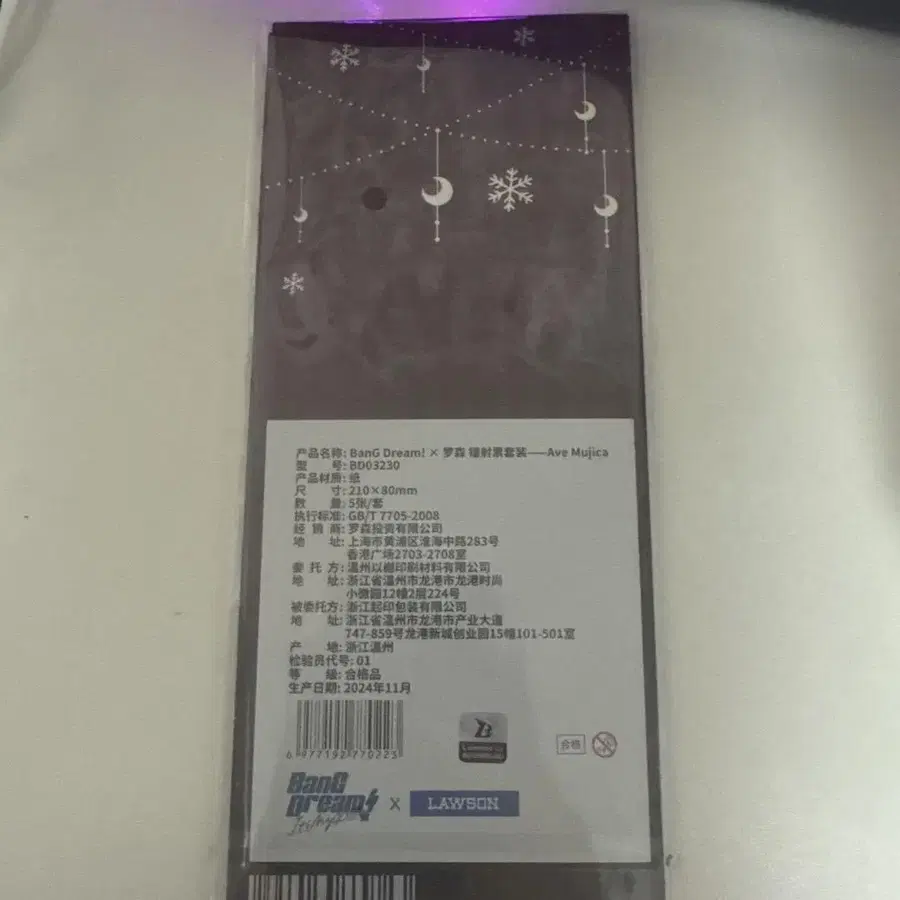 产品名称: BanG Dream! × 罗森 镭射票套装——Ave Mujica
型 号: BD03230
产品材质: 纸
尺 寸: 210×80mm
数 量: 5张/套
执行标准: GB/T 7705-2008
经 销 商: 罗森投资有限公司
地 址: 上海市黄浦区淮海中路283号
香港广场2703-2708室
委 托 方: 温州以棚印刷材料有限公司
地 址: 浙江省温州市龙港市龙港时尚
小微园12幢2层224号
被委托方: 浙江起印包装有限公司
地 址: 浙江省温州市龙港市产业大道
747-859号龙港新城创业园15幢101-501室
产 地: 浙江温州
检验员代号: 01
等 级: 合格品
生产日期: 2024年11月
6 977192 770223
合格
BanG
Dream!
It's MyGO
X LAWSON